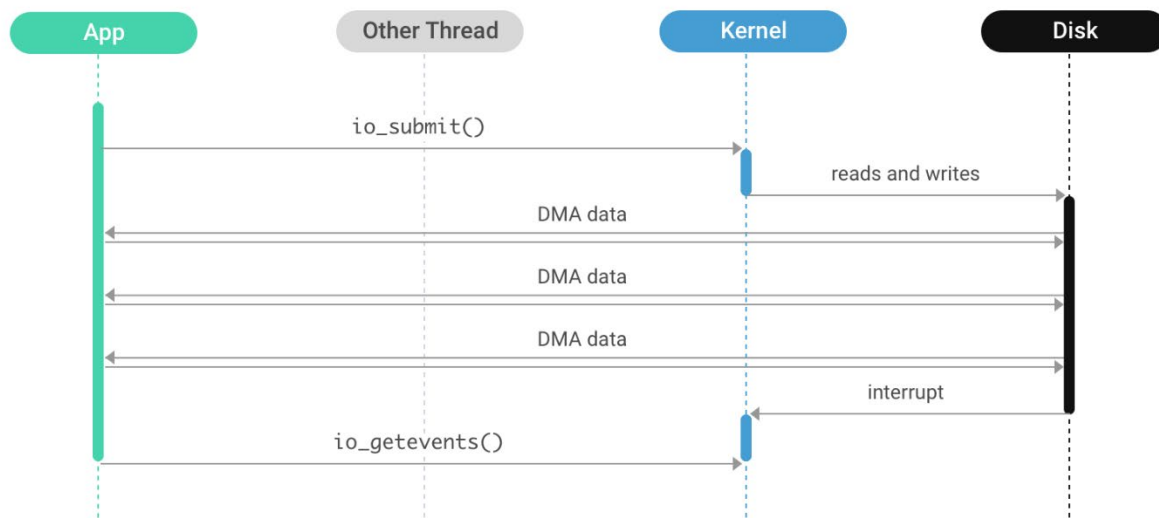 App
Other Thread
Kernel
Disk
io_submit()
reads and writes
DMA data
DMA data
DMA data
interrupt
io_getevents()